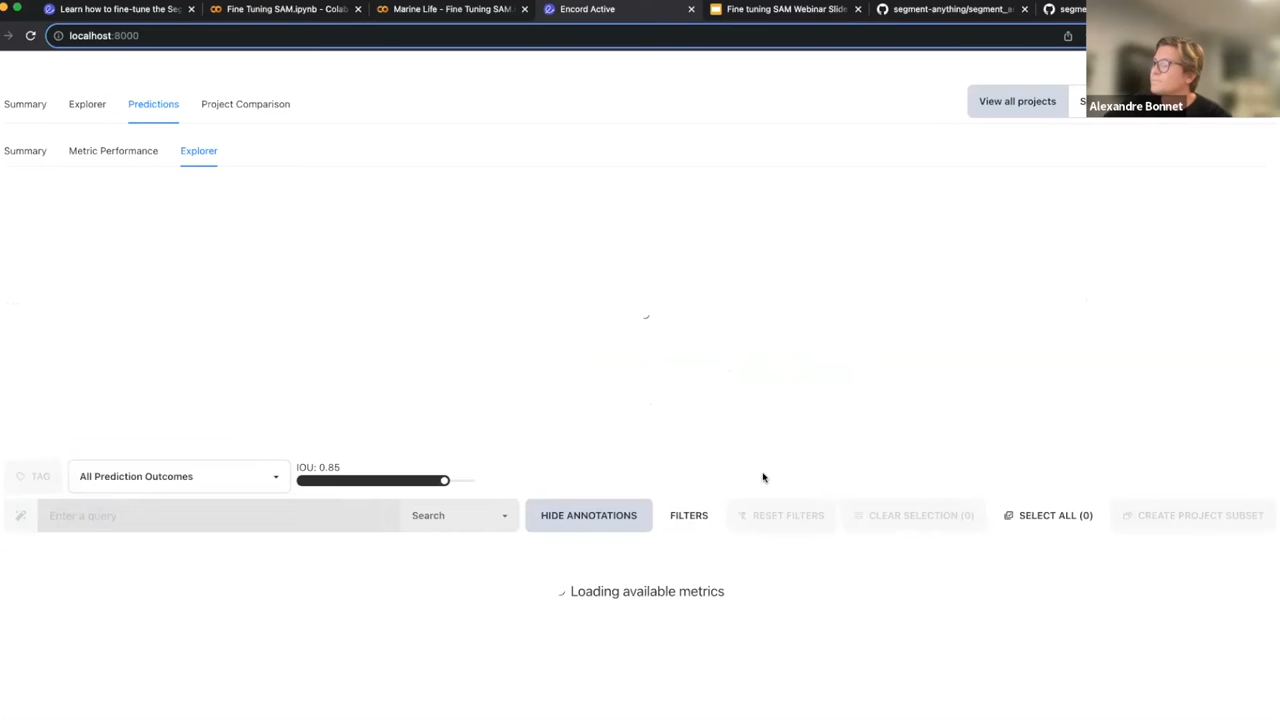 Learn how to fine-tune the Seg
Fine Tuning SAM.ipynb - Colab
Marine Life - Fine Tuning SAM.
Encord Active
Fine tuning SAM Webinar Slide
segment-anything/segment_a
segme
localhost:8000
Summary
Explorer
Predictions
Project Comparison
View all projects
S
Alexandre Bonnet
Summary
Metric Performance
Explorer
IOU: 0.85
TAG
All Prediction Outcomes
Enter a query
Search
HIDE ANNOTATIONS
FILTERS
RESET FILTERS
CLEAR SELECTION (0)
SELECT ALL (0)
CREATE PROJECT SUBSET
Loading available metrics